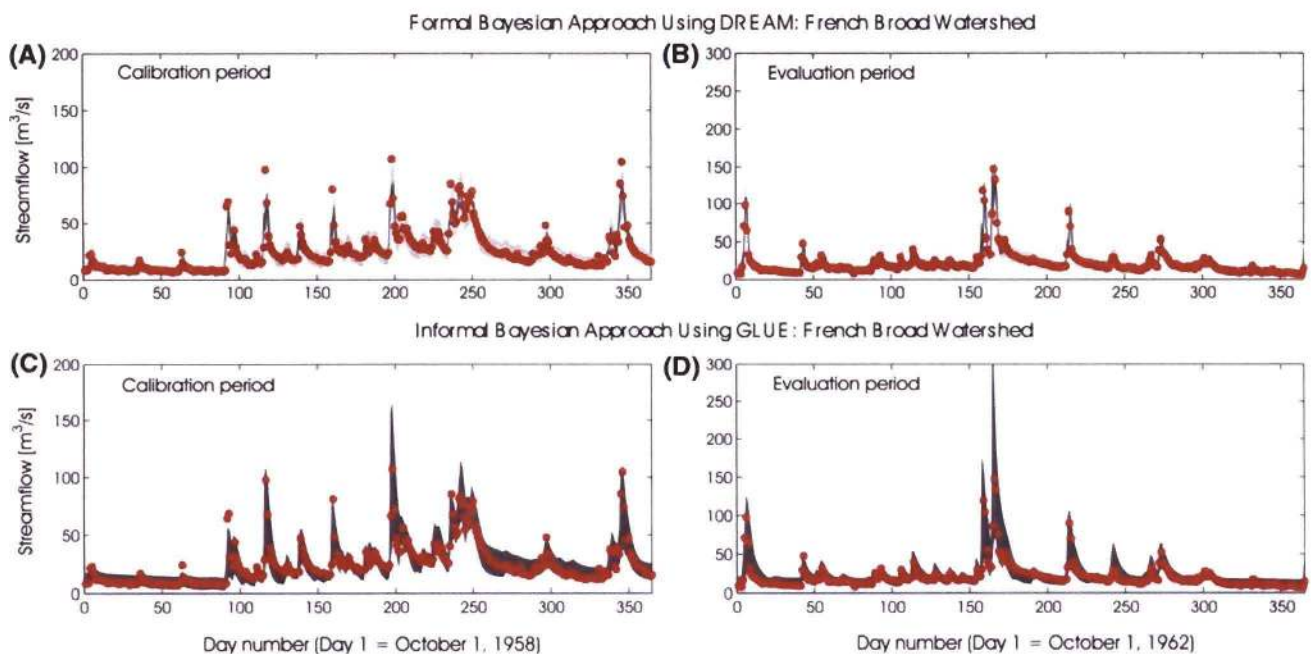 Formal Bayesian Approach Using DREAM: French Broad Watershed
(A)
Calibration period
Streamflow [m³/s]
200
150
100
50
0
0 50 100 150 200 250 300 350
(B)
Evaluation period
300
250
200
150
100
50
0
0 50 100 150 200 250 300 350
Informal Bayesian Approach Using GLUE: French Broad Watershed
(C)
Calibration period
Streamflow [m³/s]
200
150
100
50
0
0 50 100 150 200 250 300 350
Day number (Day 1 = October 1, 1958)
(D)
Evaluation period
300
250
200
150
100
50
0
0 50 100 150 200 250 300 350
Day number (Day 1 = October 1, 1962)